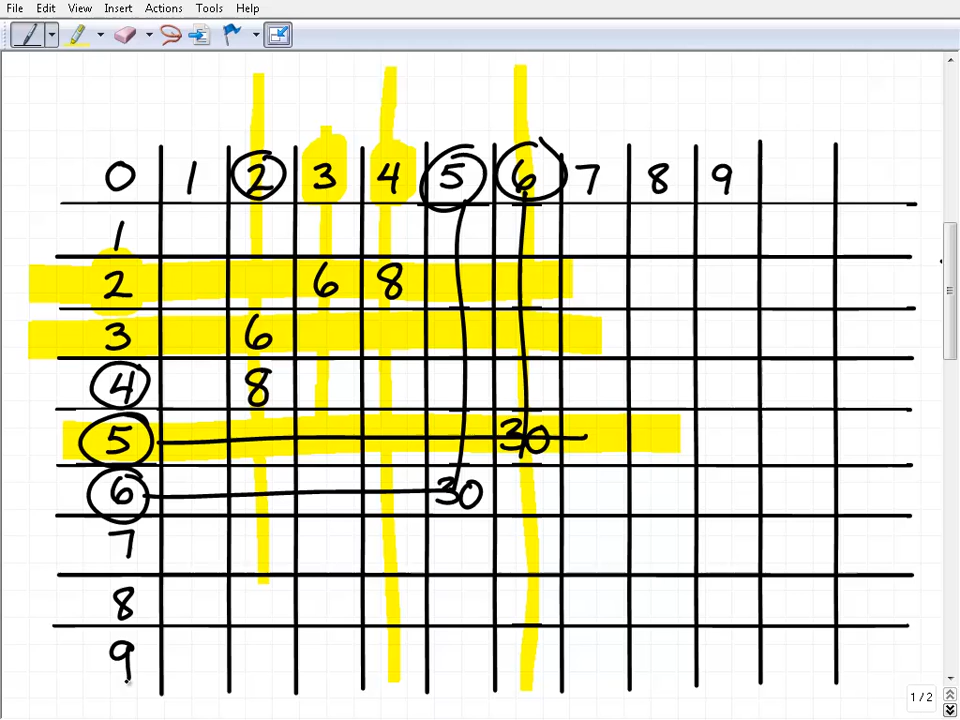 File Edit View Insert Actions Tools Help
0 1 2 3 4 5 6 7 8 9
1
2 6 8
3 6
4 8
5 30
6 30
7
8
9
1 / 2